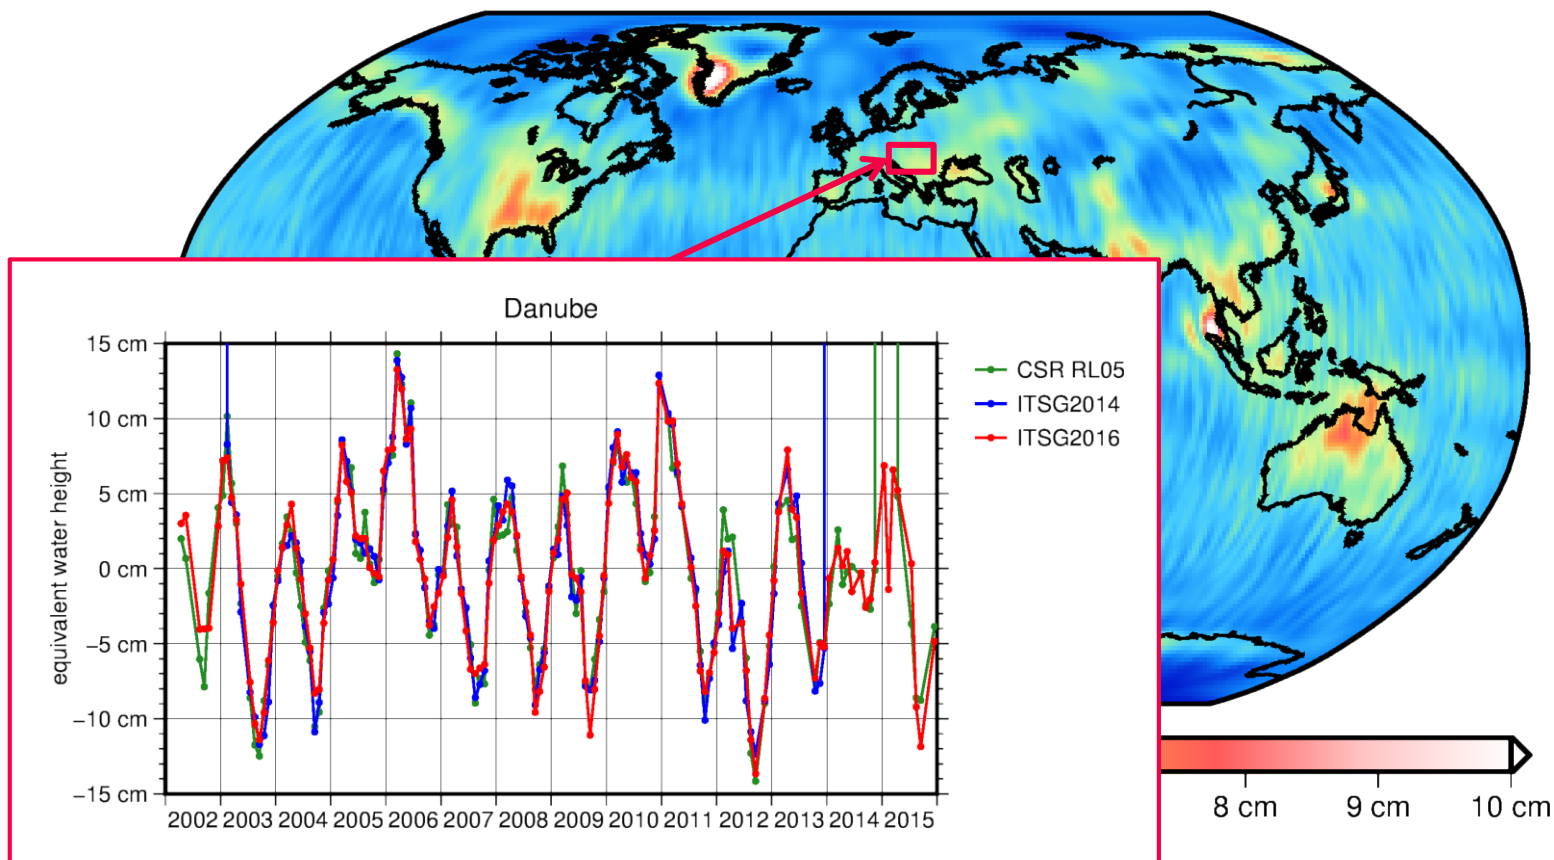 Danube
15 cm
10 cm
5 cm
0 cm
−5 cm
−10 cm
−15 cm
equivalent water height
2002 2003 2004 2005 2006 2007 2008 2009 2010 2011 2012 2013 2014 2015
CSR RL05
ITSG2014
ITSG2016
8 cm 9 cm 10 cm